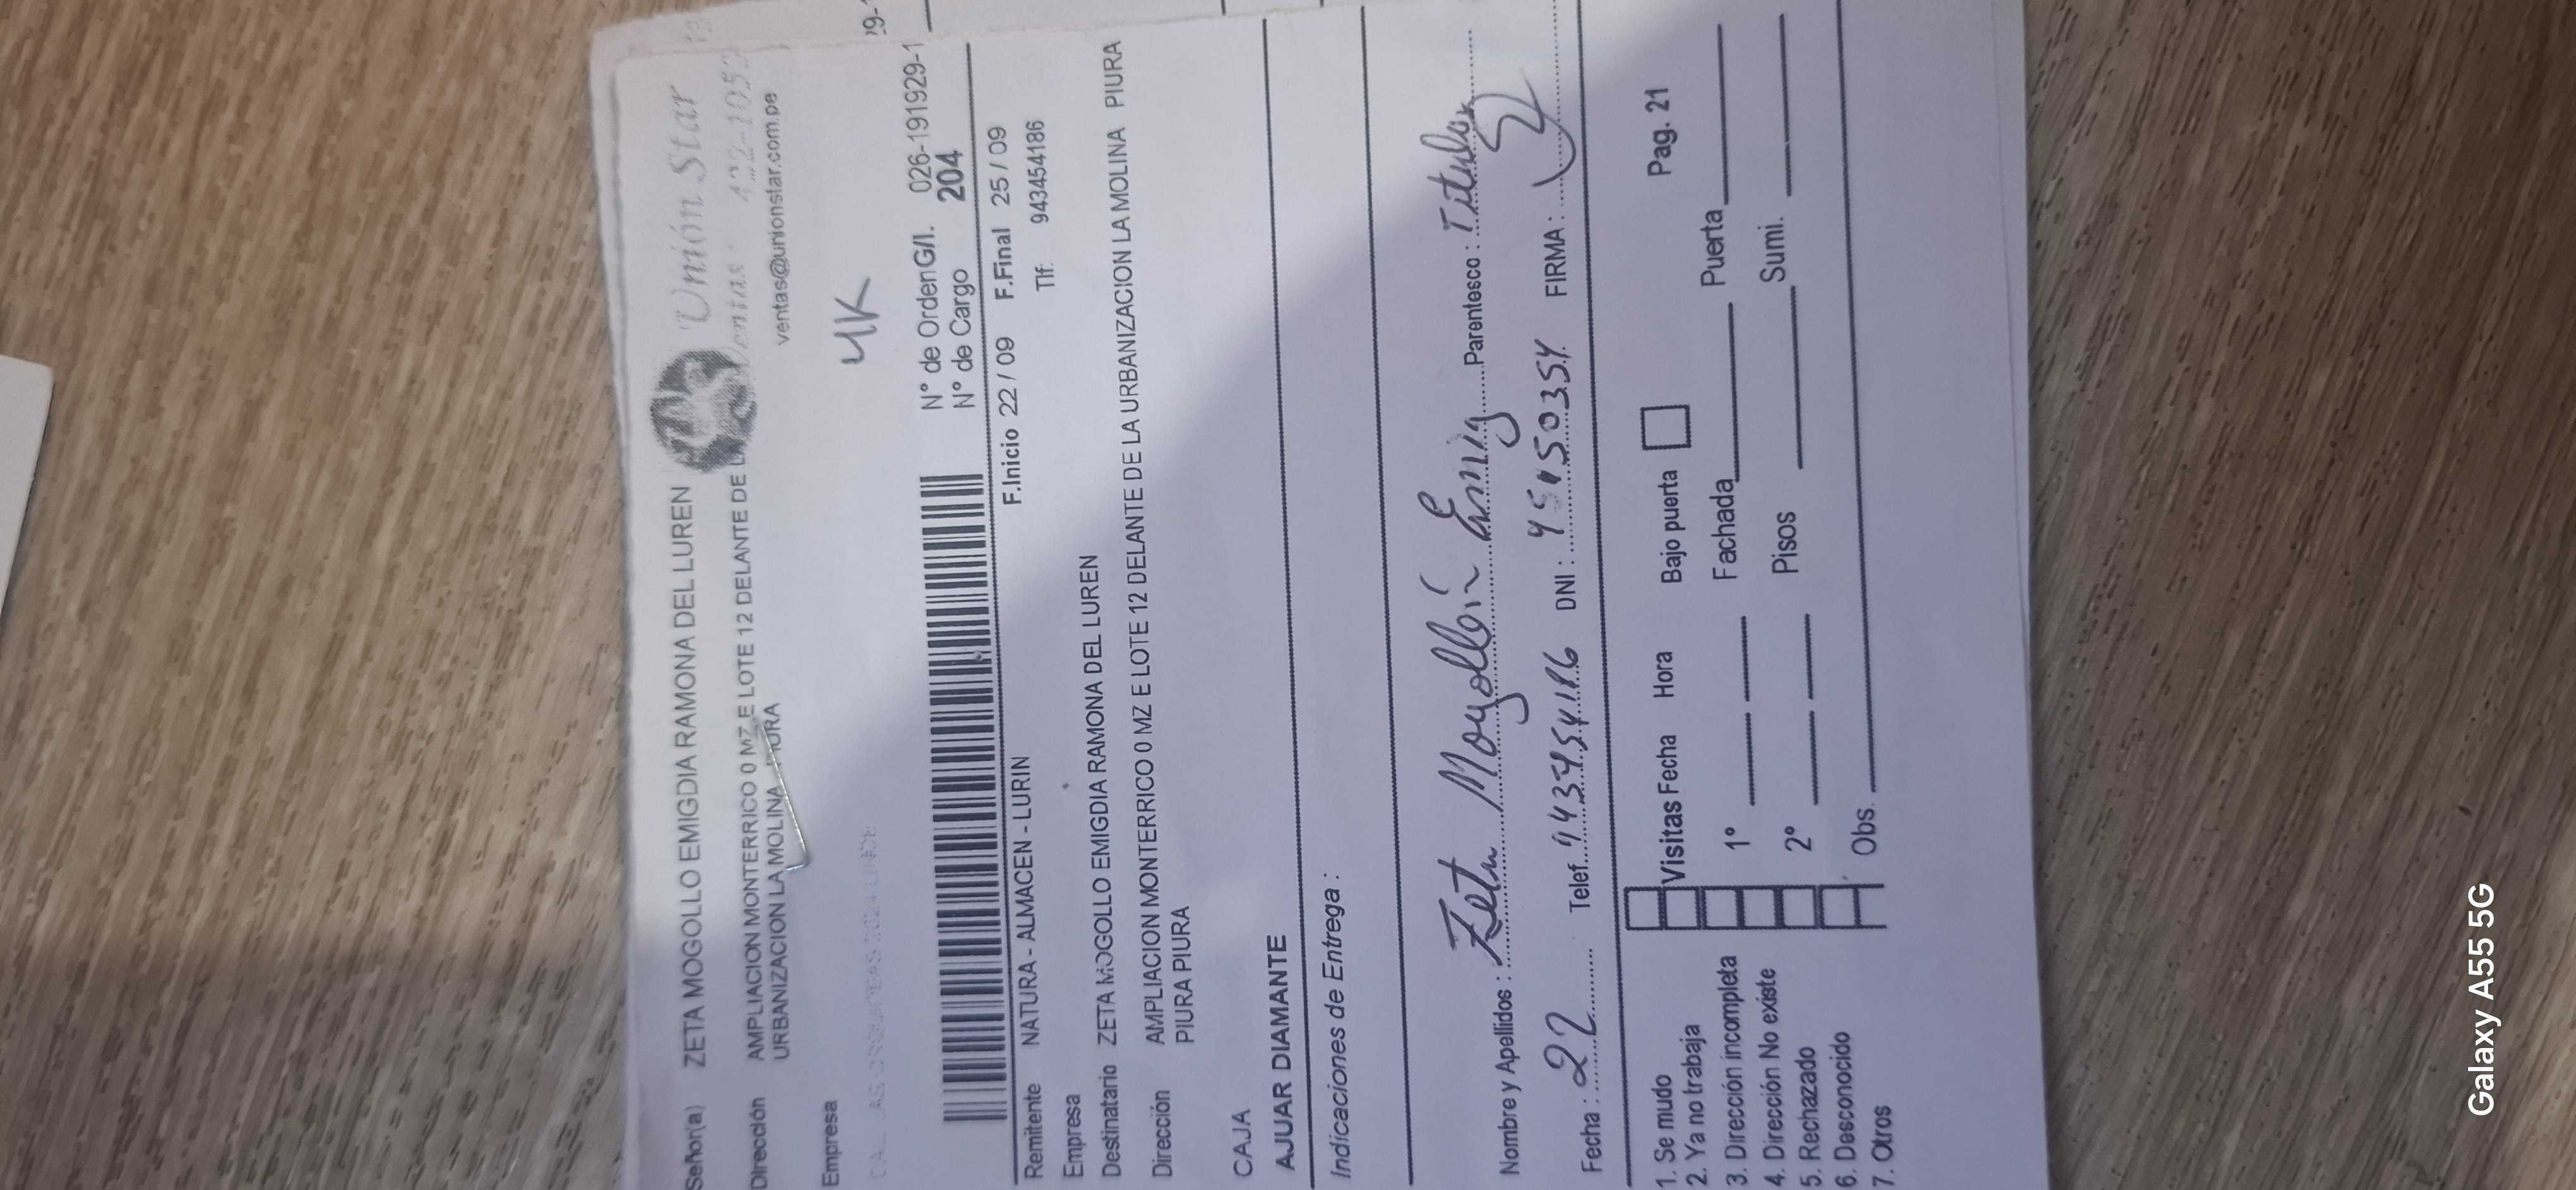 Unión Star
Ventas 422-105
ventas@unionstar.com.pe
Señor(a) ZETA MOGOLLO EMIGDIA RAMONA DEL LUREN
Dirección AMPLIACION MONTERRICO 0 MZ E LOTE 12 DELANTE DE
URBANIZACION LA MOLINA PIURA
Empresa
4K
N° de Orden G/I. 026-191929-1
N° de Cargo 204
F.Inicio 22 / 09 F.Final 25 / 09
Remitente NATURA - ALMACEN - LURIN
Tlf. 943454186
Empresa
Destinatario ZETA MOGOLLO EMIGDIA RAMONA DEL LUREN
Dirección AMPLIACION MONTERRICO 0 MZ E LOTE 12 DELANTE DE LA URBANIZACION LA MOLINA PIURA
PIURA PIURA
CAJA
AJUAR DIAMANTE
Indicaciones de Entrega :
Nombre y Apellidos : Zeta Mogollón Emig Parentesco : Titular
Fecha : 22 Telef. 943454186 DNI : FIRMA :
1. Se mudo
2. Ya no trabaja
3. Dirección incompleta
4. Dirección No existe
5. Rechazado
6. Desconocido
7. Otros
Visitas Fecha Hora Bajo puerta Pag. 21
1° Fachada Puerta
2° Pisos Sumi.
Obs.
Galaxy A55 5G